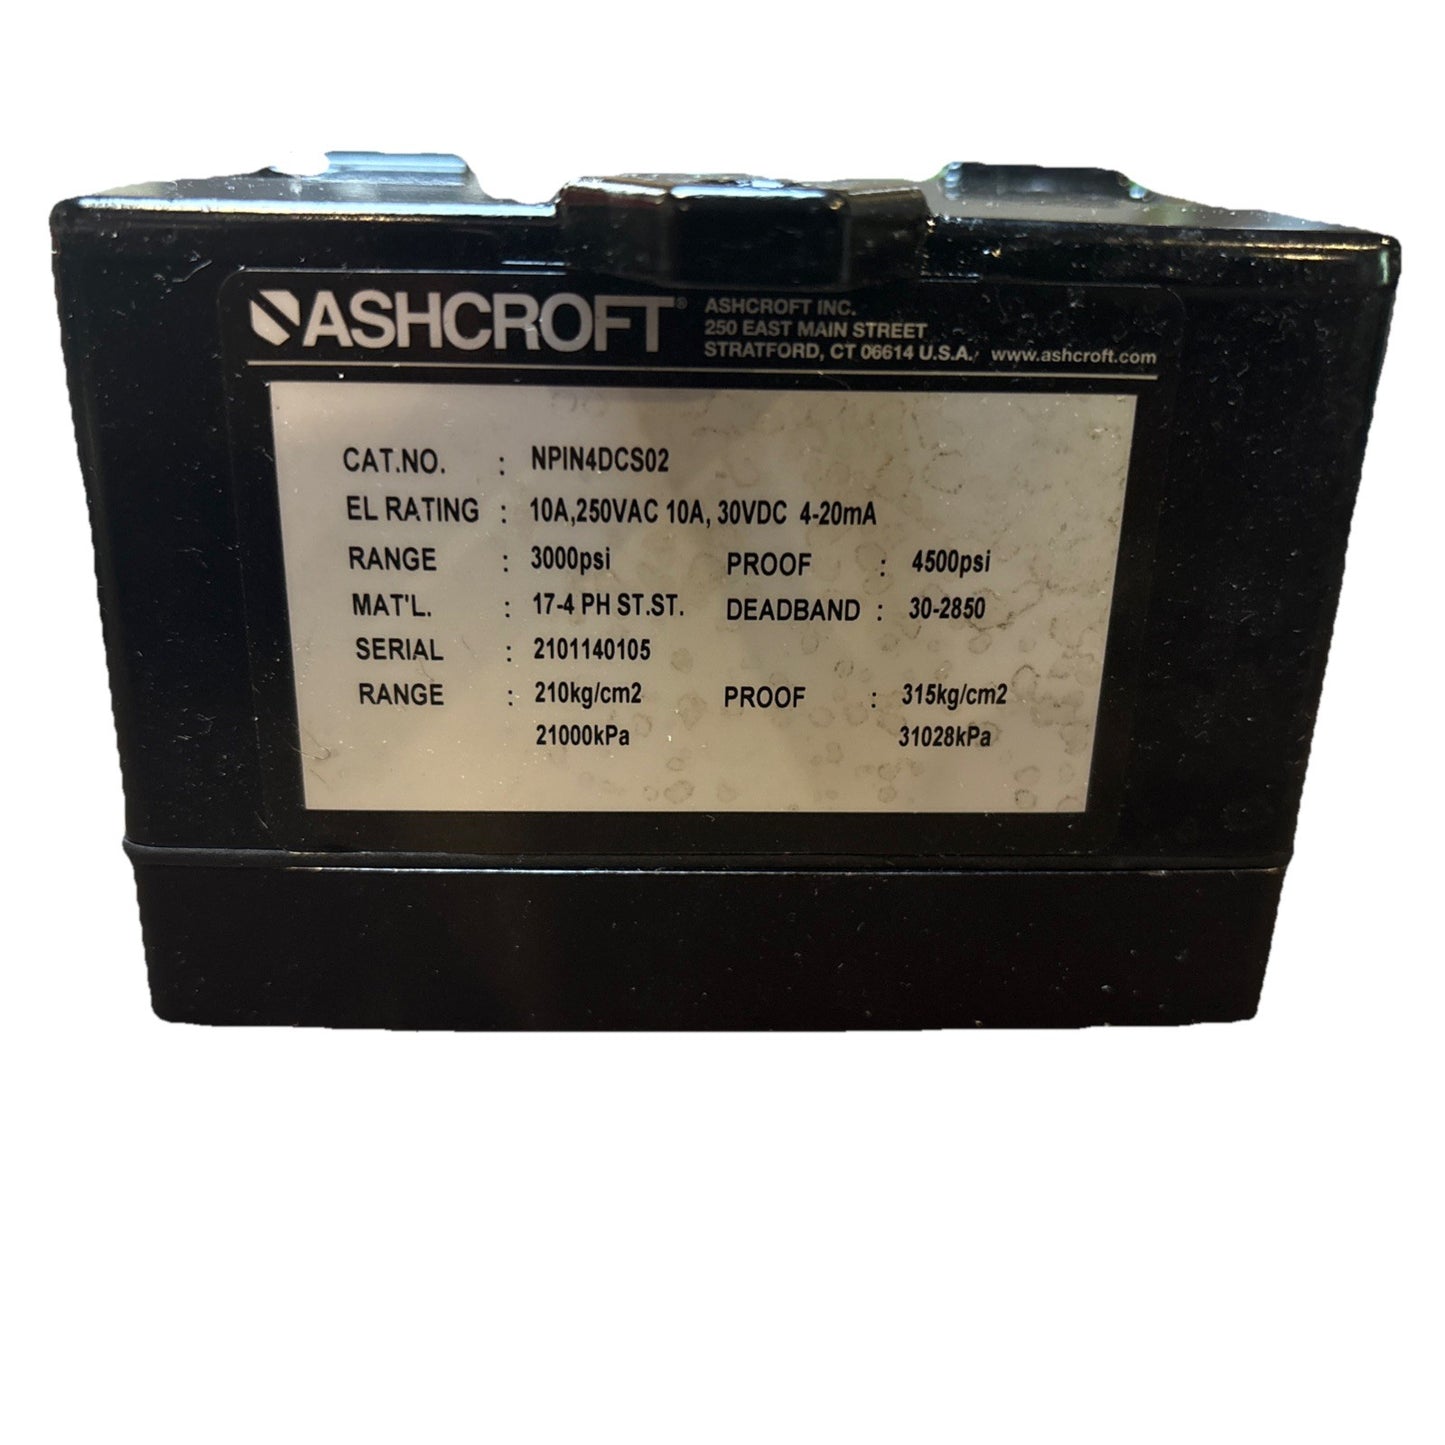 ASHCROFT®
ASHCROFT INC.
250 EAST MAIN STREET
STRATFORD, CT 06614 U.S.A. www.ashcroft.com
CAT.NO. : NPIN4DCS02
EL RATING : 10A,250VAC 10A, 30VDC 4-20mA
RANGE : 3000psi PROOF : 4500psi
MAT'L. : 17-4 PH ST.ST. DEADBAND : 30-2850
SERIAL : 2101140105
RANGE : 210kg/cm2 PROOF : 315kg/cm2
21000kPa 31028kPa